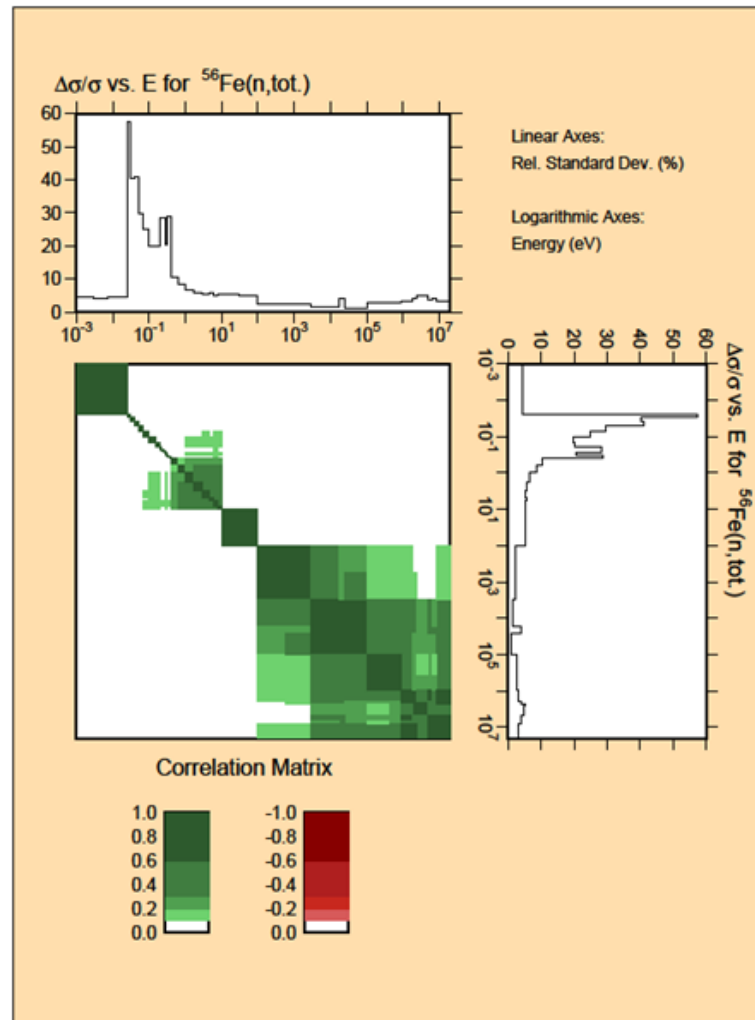 Δσ/σ vs. E for ⁵⁶Fe(n,tot.)
60
50
40
30
20
10
0
10⁻³ 10⁻¹ 10¹ 10³ 10⁵ 10⁷
Linear Axes:
Rel. Standard Dev. (%)
Logarithmic Axes:
Energy (eV)
0 10 20 30 40 50 60
10⁻³
10⁻¹
10¹
10³
10⁵
10⁷
Δσ/σ vs. E for ⁵⁶Fe(n,tot.)
Correlation Matrix
1.0 -1.0
0.8 -0.8
0.6 -0.6
0.4 -0.4
0.2 -0.2
0.0 0.0